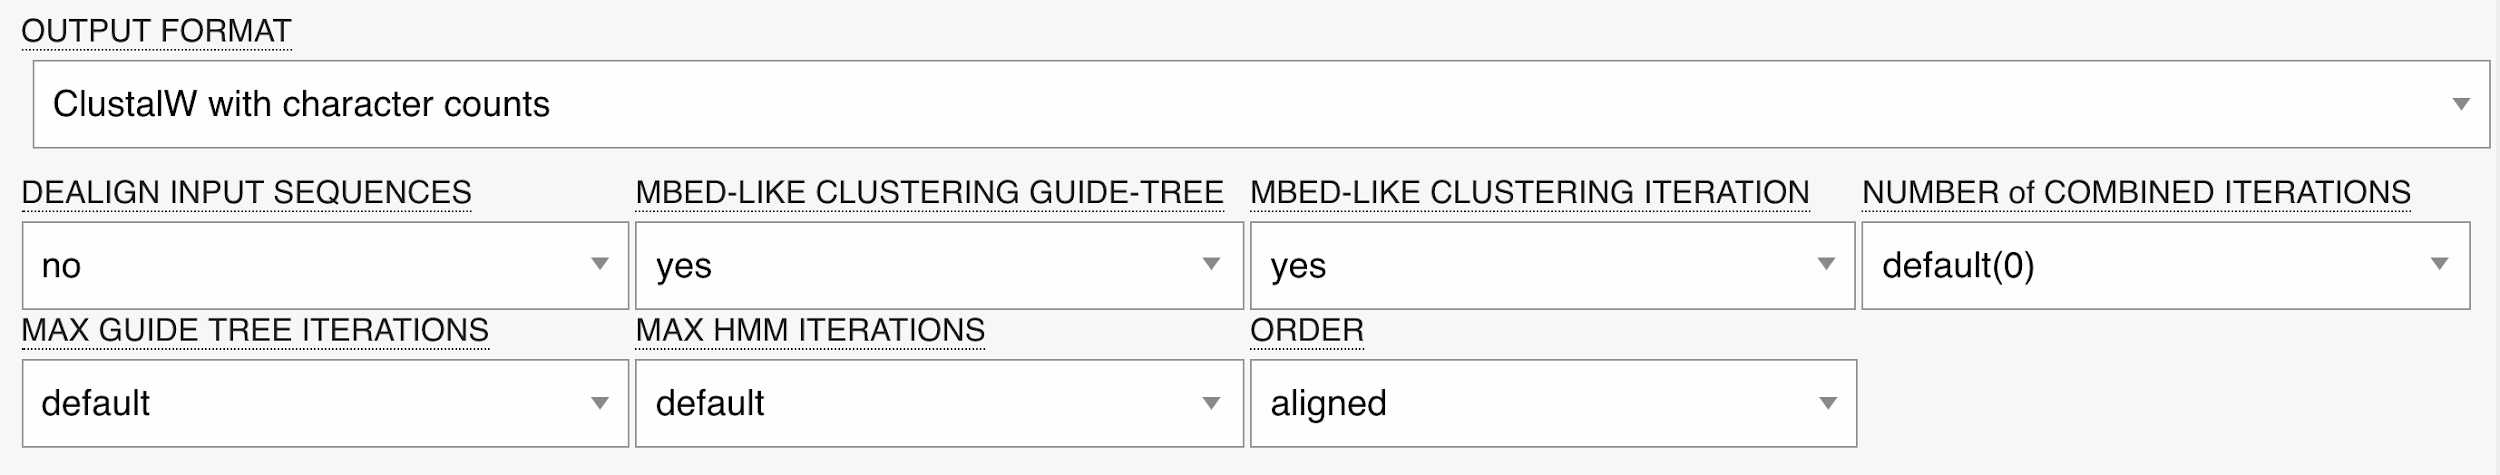 OUTPUT FORMAT
ClustalW with character counts
DEALIGN INPUT SEQUENCES
MBED-LIKE CLUSTERING GUIDE-TREE
MBED-LIKE CLUSTERING ITERATION
NUMBER of COMBINED ITERATIONS
no
yes
yes
default(0)
MAX GUIDE TREE ITERATIONS
MAX HMM ITERATIONS
ORDER
default
default
aligned